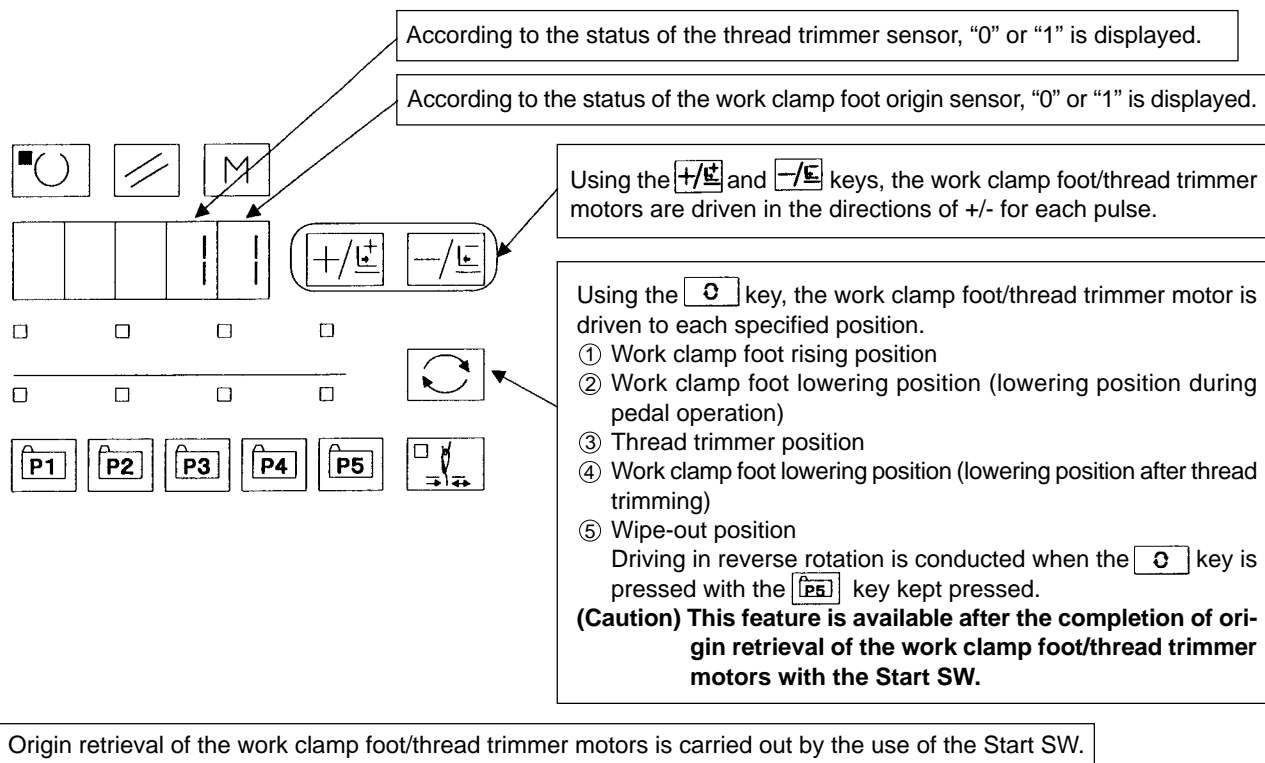 According to the status of the thread trimmer sensor, “0” or “1” is displayed.
According to the status of the work clamp foot origin sensor, “0” or “1” is displayed.
M
Using the +/ and –/ keys, the work clamp foot/thread trimmer
motors are driven in the directions of +/- for each pulse.
1 1
+/ –/
Using the key, the work clamp foot/thread trimmer motor is
driven to each specified position.
① Work clamp foot rising position
② Work clamp foot lowering position (lowering position during
pedal operation)
③ Thread trimmer position
④ Work clamp foot lowering position (lowering position after thread
trimming)
⑤ Wipe-out position
Driving in reverse rotation is conducted when the key is
pressed with the P5 key kept pressed.
(Caution) This feature is available after the completion of ori-
gin retrieval of the work clamp foot/thread trimmer
motors with the Start SW.
P1 P2 P3 P4 P5
Origin retrieval of the work clamp foot/thread trimmer motors is carried out by the use of the Start SW.